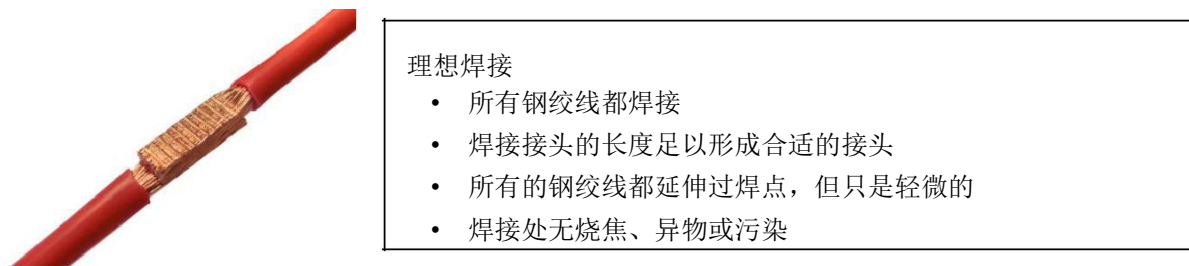 理想焊接
• 所有钢绞线都焊接
• 焊接接头的长度足以形成合适的接头
• 所有的钢绞线都延伸过焊点，但只是轻微的
• 焊接处无烧焦、异物或污染